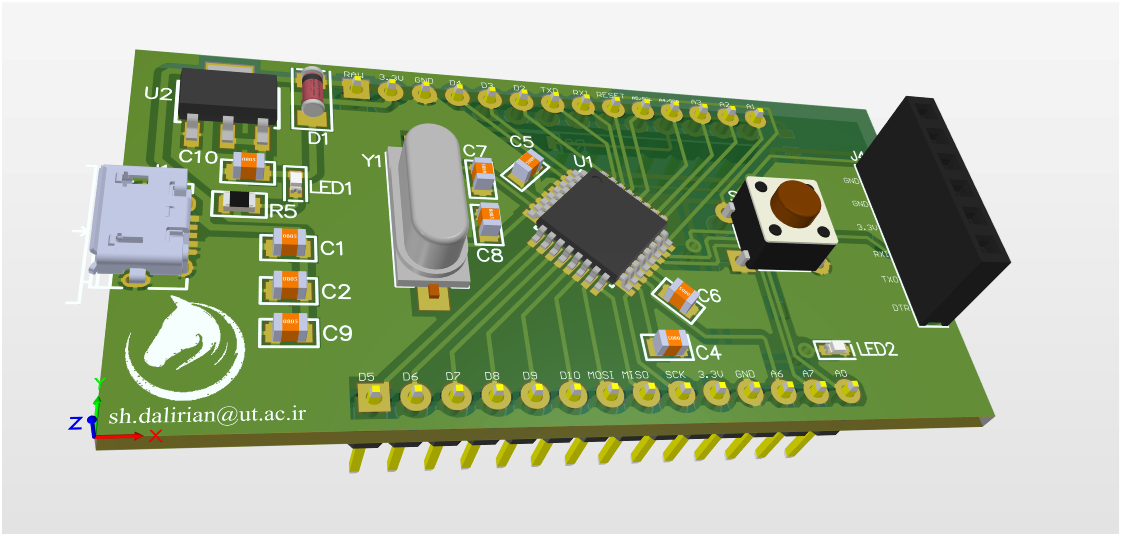 RAW 3.3V GND D4 D3 D2 TXD RXI RESET A3 A2 A1
U2
D1
C10
LED1
R5
Y1
C7
C5
U1
C8
C1
C2
C9
C6
C4
GND
GND
3.3V
RXI
TXO
DTR
LED2
D5 D6 D7 D8 D9 D10 MOSI MISO SCK 3.3V GND A6 A7 A0
sh.dalirian@ut.ac.ir
Y
Z
X